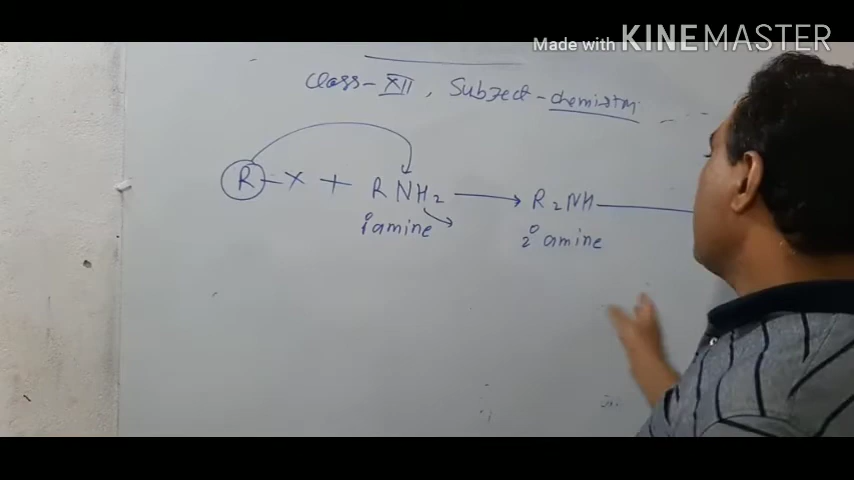 Made with KINEMASTER
Class-XII, Subject-chemistry
R-X + RNH₂ → R₂NH
1° amine 2° amine